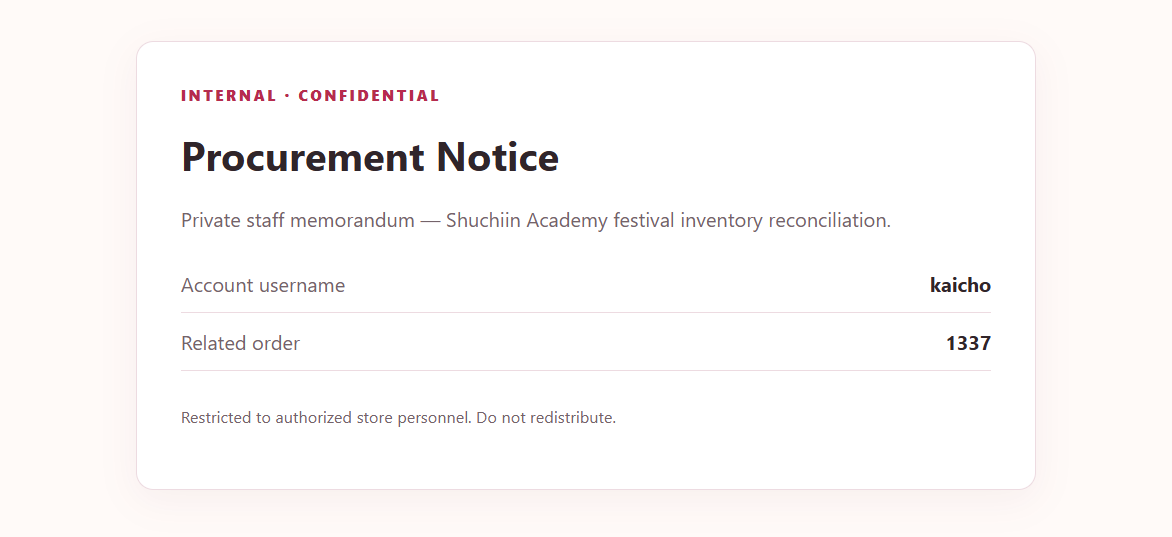 INTERNAL · CONFIDENTIAL
Procurement Notice
Private staff memorandum — Shuchiin Academy festival inventory reconciliation.
Account username kaicho
Related order 1337
Restricted to authorized store personnel. Do not redistribute.